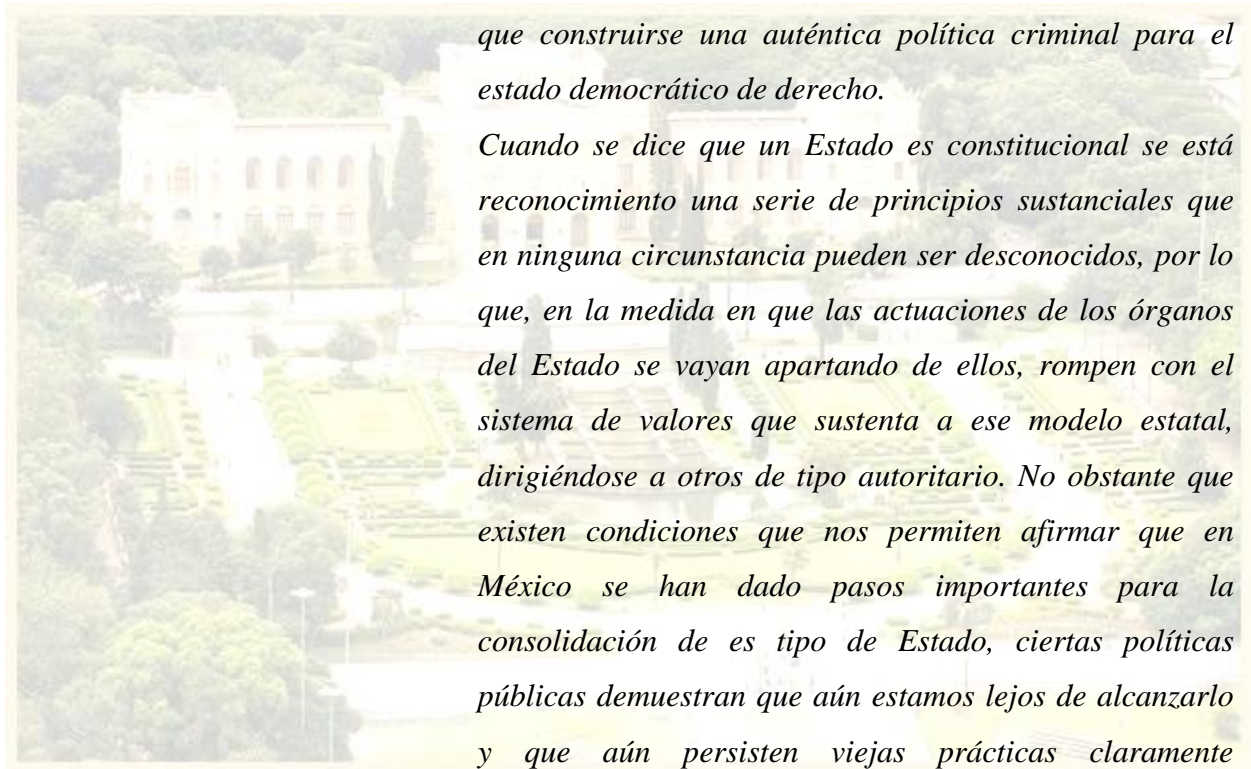 que construirse una auténtica política criminal para el
estado democrático de derecho.
Cuando se dice que un Estado es constitucional se está
reconocimiento una serie de principios sustanciales que
en ninguna circunstancia pueden ser desconocidos, por lo
que, en la medida en que las actuaciones de los órganos
del Estado se vayan apartando de ellos, rompen con el
sistema de valores que sustenta a ese modelo estatal,
dirigiéndose a otros de tipo autoritario. No obstante que
existen condiciones que nos permiten afirmar que en
México se han dado pasos importantes para la
consolidación de es tipo de Estado, ciertas políticas
públicas demuestran que aún estamos lejos de alcanzarlo
y que aún persisten viejas prácticas claramente